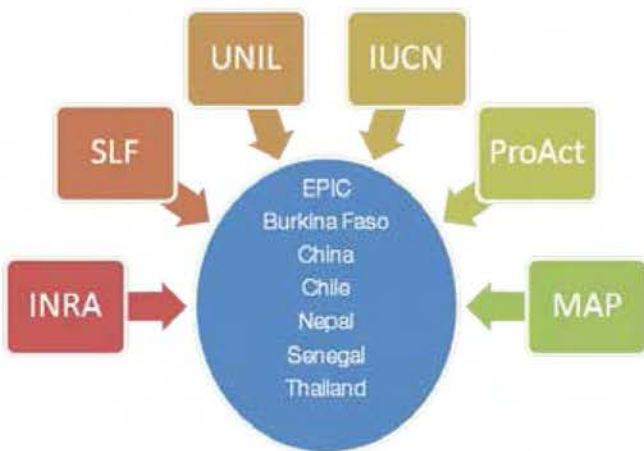 UNIL
IUCN
SLF
ProAct
INRA
MAP
EPIC
Burkina Faso
China
Chile
Nepal
Senegal
Thailand